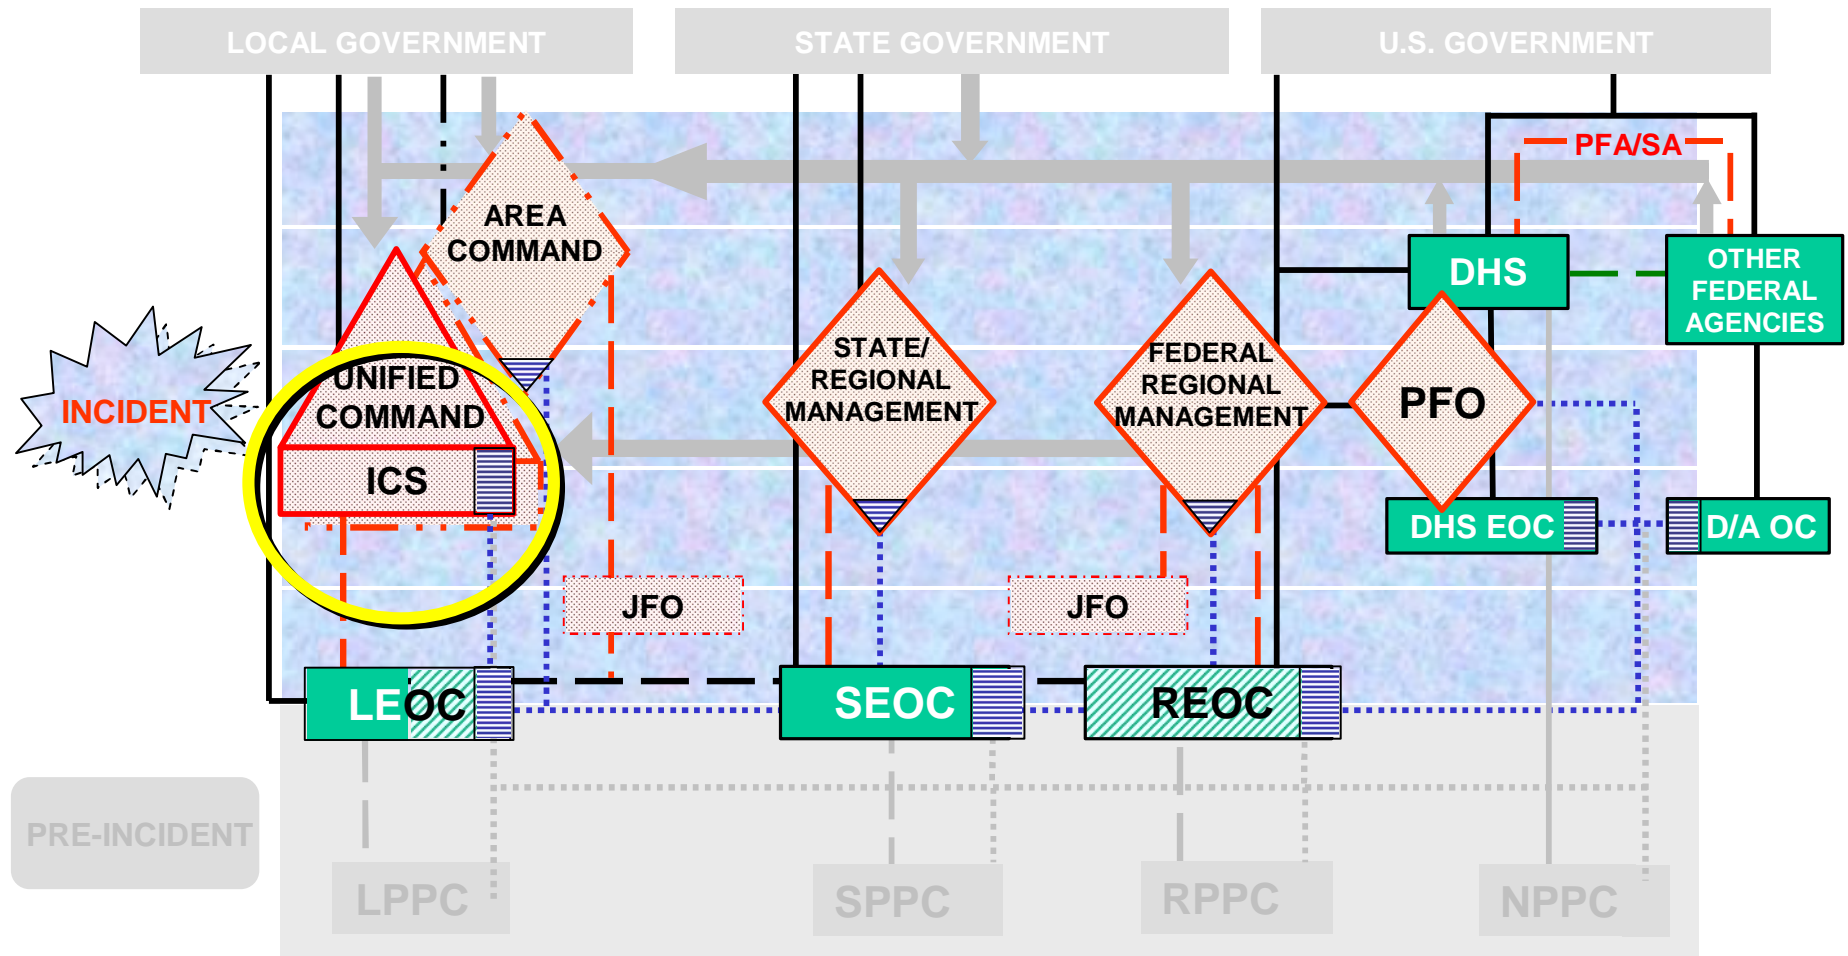 LOCAL GOVERNMENT
STATE GOVERNMENT
U.S. GOVERNMENT
PFA/SA
AREA
COMMAND
DHS
OTHER
FEDERAL
AGENCIES
INCIDENT
UNIFIED
COMMAND
ICS
STATE/
REGIONAL
MANAGEMENT
FEDERAL
REGIONAL
MANAGEMENT
PFO
DHS EOC
D/A OC
JFO
JFO
LEOC
SEOC
REOC
PRE-INCIDENT
LPPC
SPPC
RPPC
NPPC